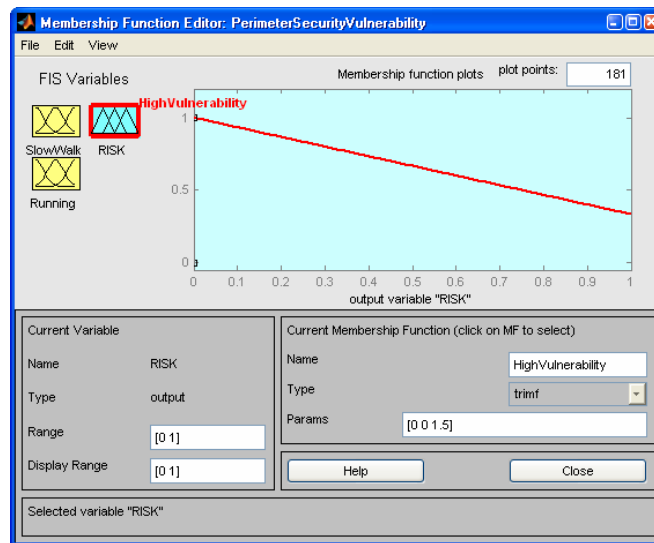 Membership Function Editor: PerimeterSecurityVulnerability
File Edit View
FIS Variables
Membership function plots plot points: 181
HighVulnerability
SlowWalk RISK
Running
1
0.5
0
0 0.1 0.2 0.3 0.4 0.5 0.6 0.7 0.8 0.9 1
output variable "RISK"
Current Variable
Name RISK
Type output
Range [0 1]
Display Range [0 1]
Current Membership Function (click on MF to select)
Name HighVulnerability
Type trimf
Params [0 0 1.5]
Help Close
Selected variable "RISK"